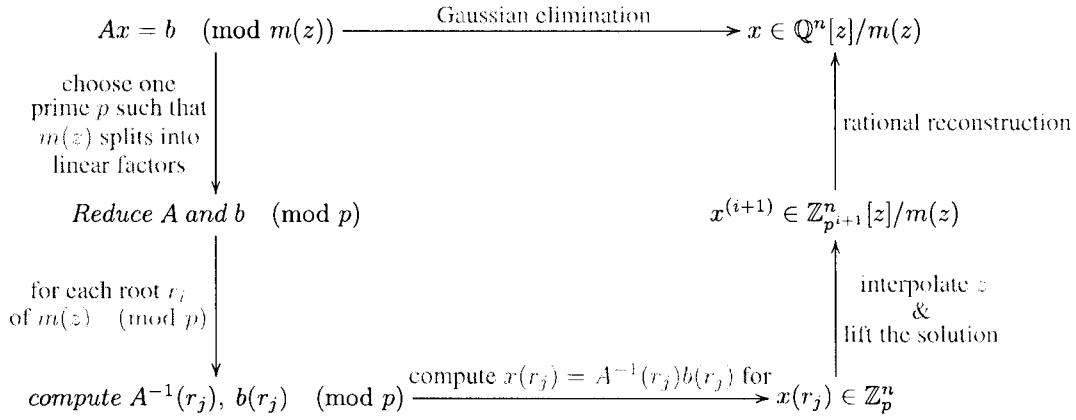 Gaussian elimination
Ax = b (mod m(z))
x ∈ ℚⁿ[z]/m(z)
choose one
prime p such that
m(z) splits into
linear factors
rational reconstruction
Reduce A and b (mod p)
x⁽ⁱ⁺¹⁾ ∈ ℤⁿ_{pⁱ⁺¹}[z]/m(z)
for each root r_j
of m(z) (mod p)
interpolate z
&
lift the solution
compute A⁻¹(r_j), b(r_j) (mod p)
compute x(r_j) = A⁻¹(r_j)b(r_j) for
x(r_j) ∈ ℤⁿ_p